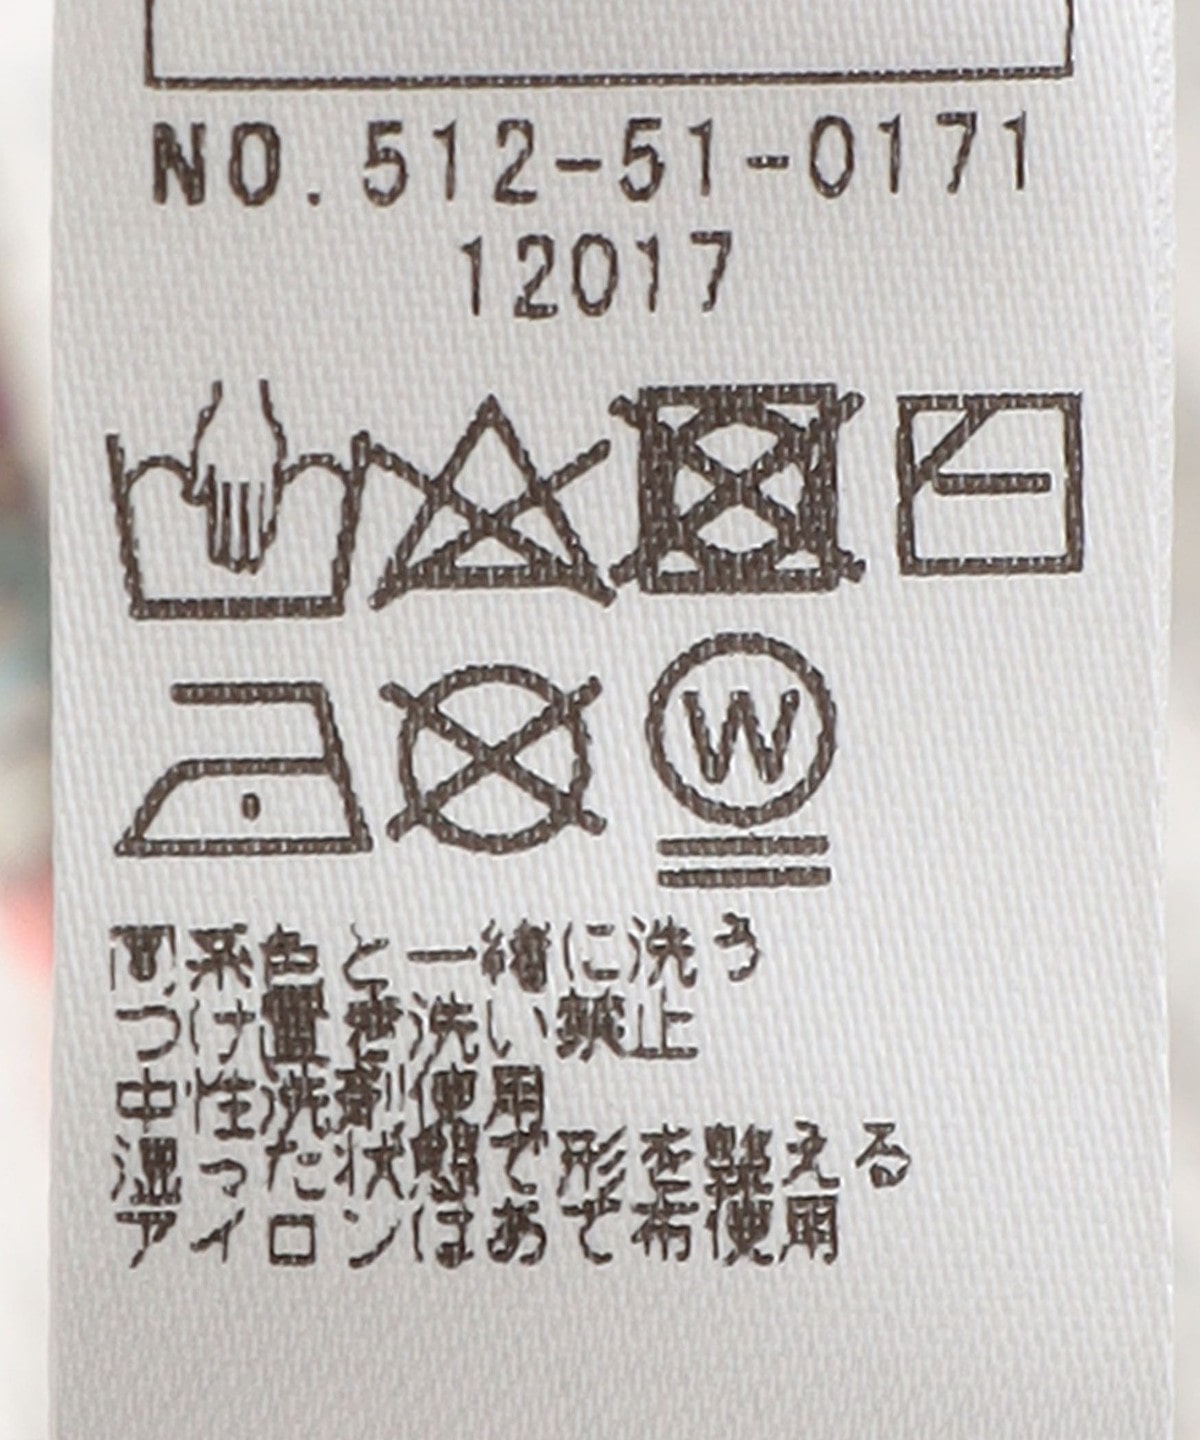 NO.512-51-0171
12017
W
同系色と一緒に洗う
つけ置き洗い禁止
中性洗剤使用
湿った状態で形を整える
アイロンはあて布使用